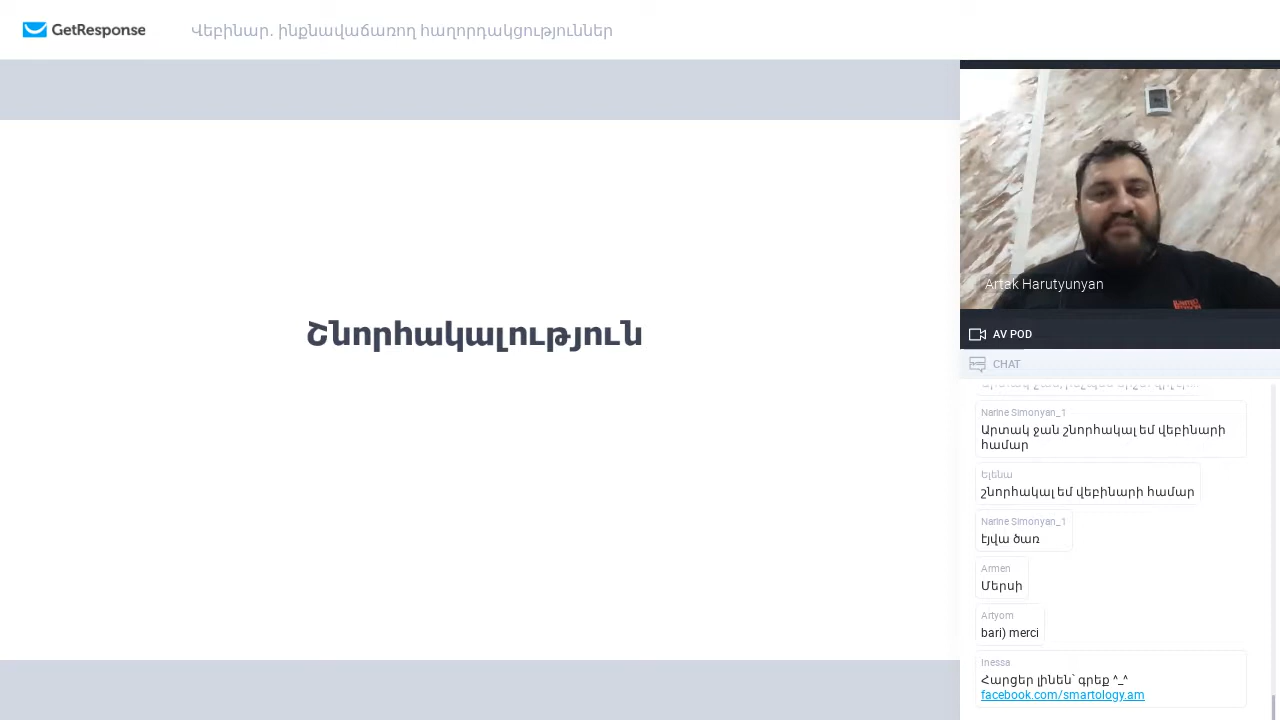 GetResponse
Վեբինար. ինքնավաճառող հաղորդակցություններ
Շնորհակալություն
Artak Harutyunyan
AV POD
CHAT
Narine Simonyan_1
Արտակ ջան շնորհակալ եմ վեբինարի
համար
Ելենա
շնորհակալ եմ վեբինարի համար
Narine Simonyan_1
էյվա ծառ
Armen
Մերսի
Artyom
bari) merci
Inessa
Հարցեր լինեն՝ գրեք ^_^
facebook.com/smartology.am